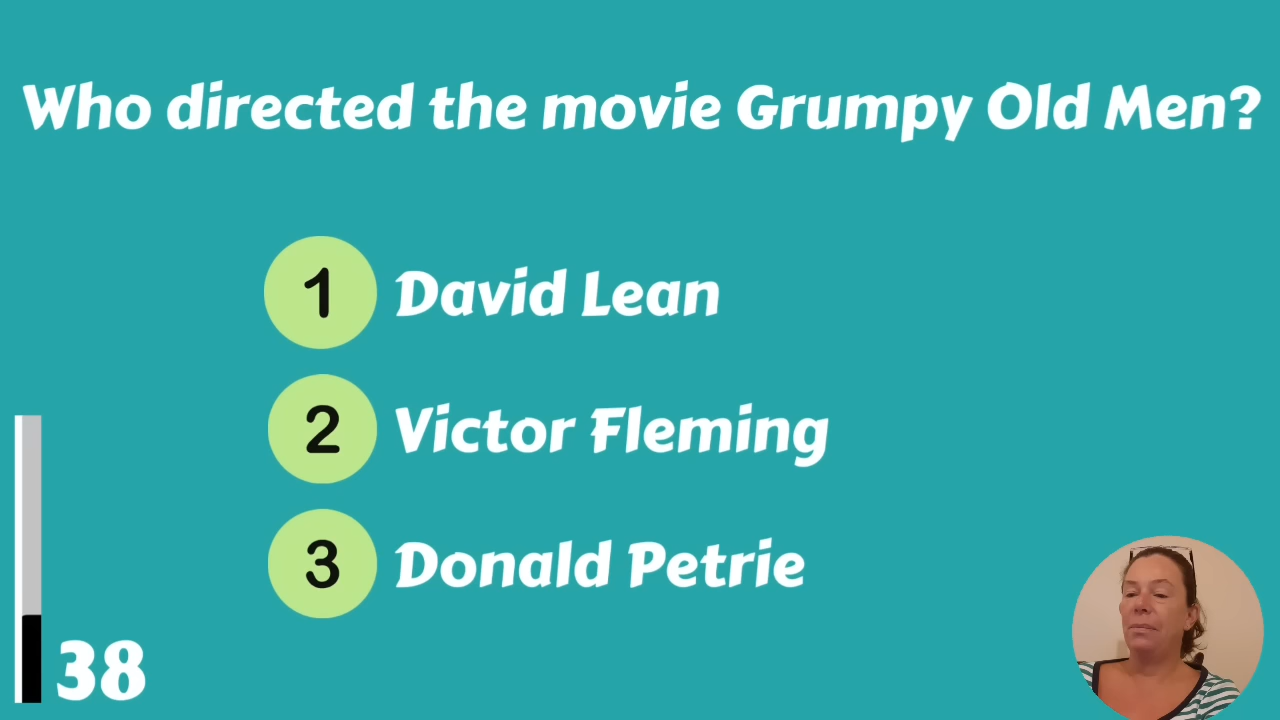 Who directed the movie Grumpy Old Men?
1 David Lean
2 Victor Fleming
3 Donald Petrie
38